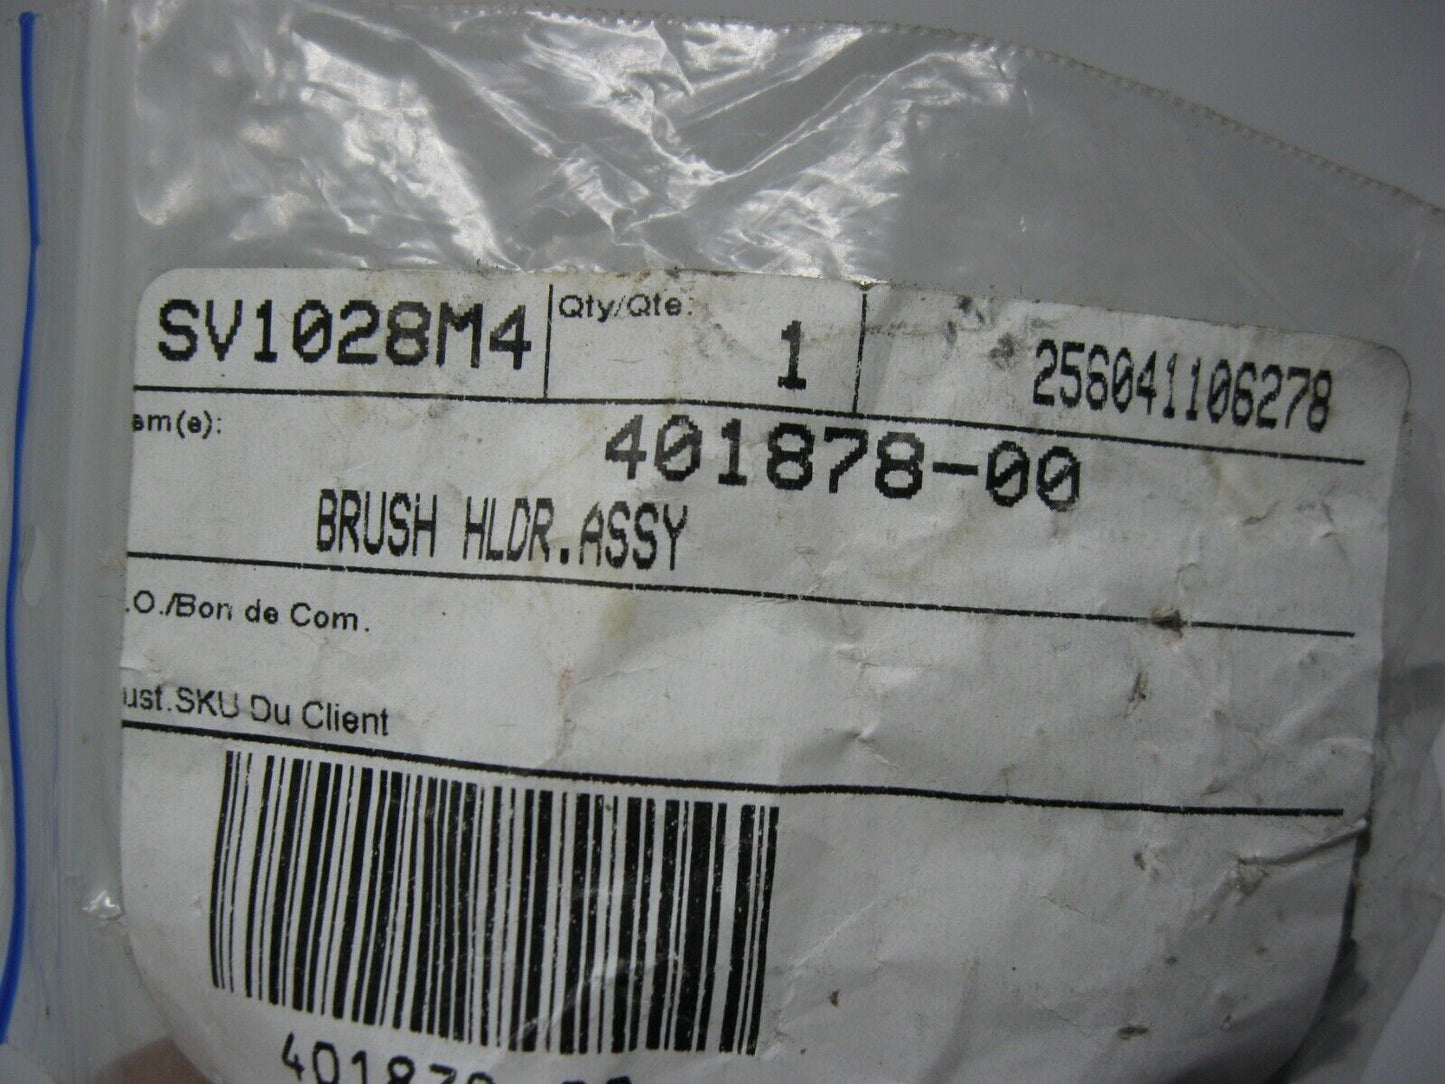 SV1028M4 Qty/Qte: 1 256041106278
em(e): 401878-00
BRUSH HLDR.ASSY
.O./Bon de Com.
ust.SKU Du Client